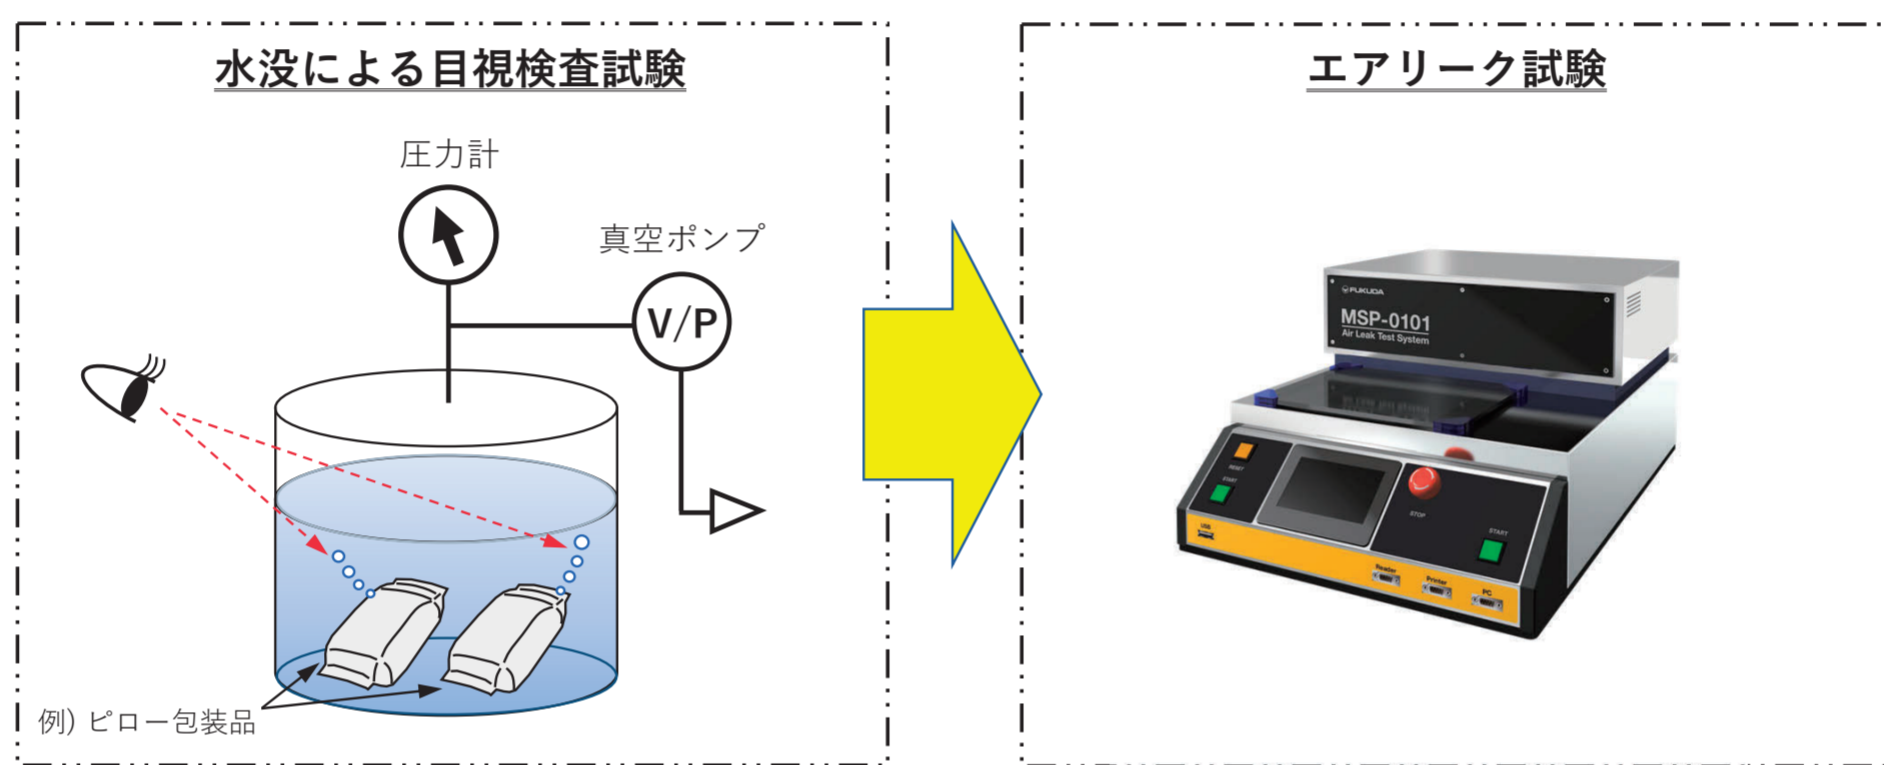 水没による目視検査試験
圧力計
真空ポンプ
V/P
例) ピロー包装品
エアリーク試験
FUKUDA
MSP-0101
Air Leak Test System
RESET
START
STOP
START
USB
Reader
Printer
PC